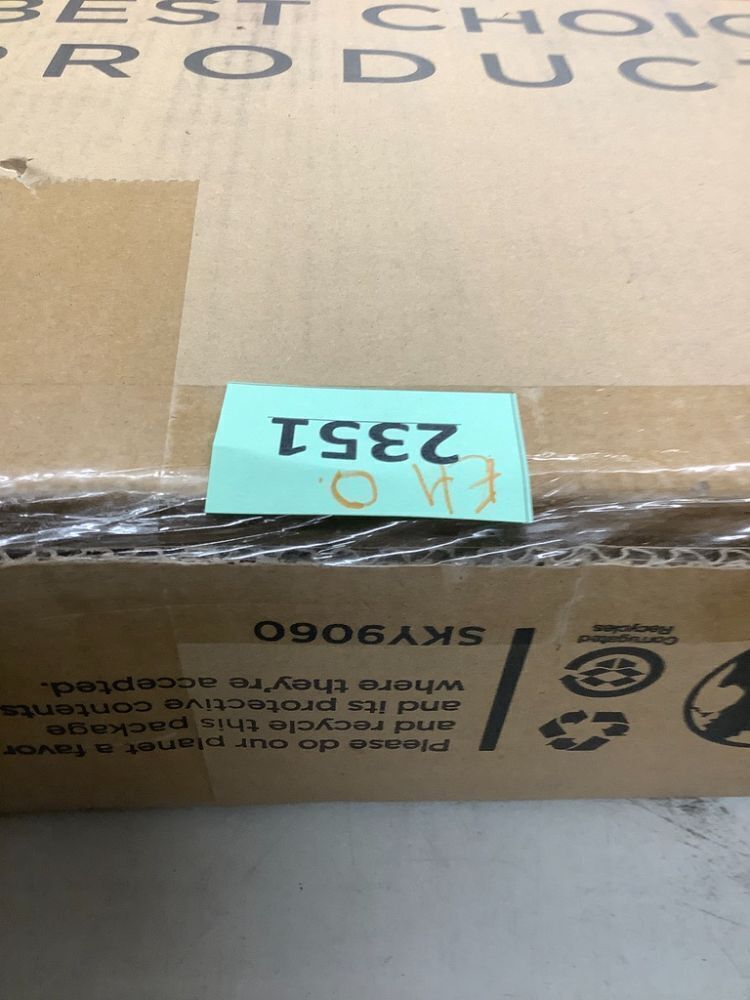 BEST CHOIC
PRODUCT
2351
SKY9060
Please do our planet a favor
and recycle this package
and its protective contents
where they're accepted.
Corrugated
Recycles